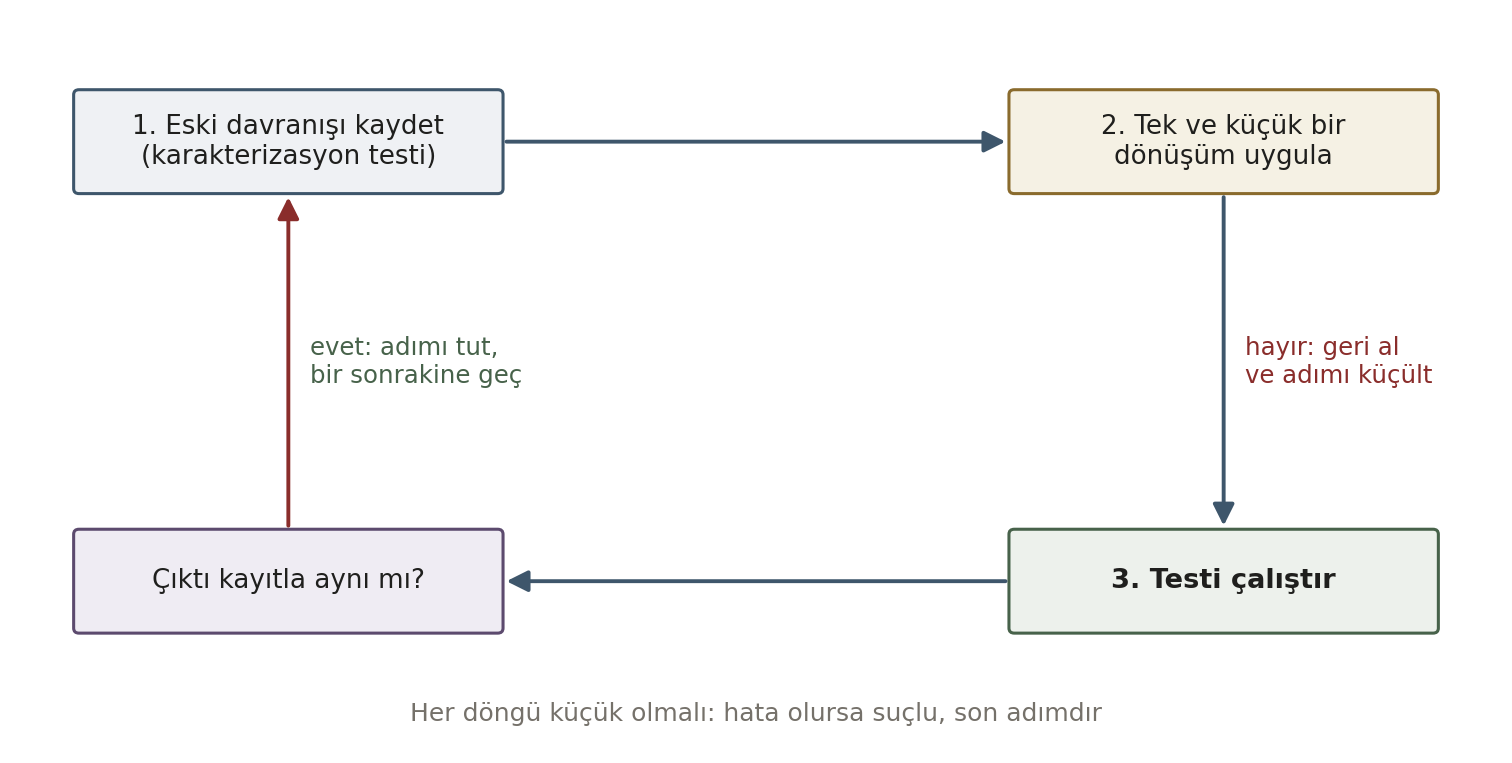 1. Eski davranışı kaydet
(karakterizasyon testi)
2. Tek ve küçük bir
dönüşüm uygula
evet: adımı tut,
bir sonrakine geç
hayır: geri al
ve adımı küçült
Çıktı kayıtla aynı mı?
3. Testi çalıştır
Her döngü küçük olmalı: hata olursa suçlu, son adımdır